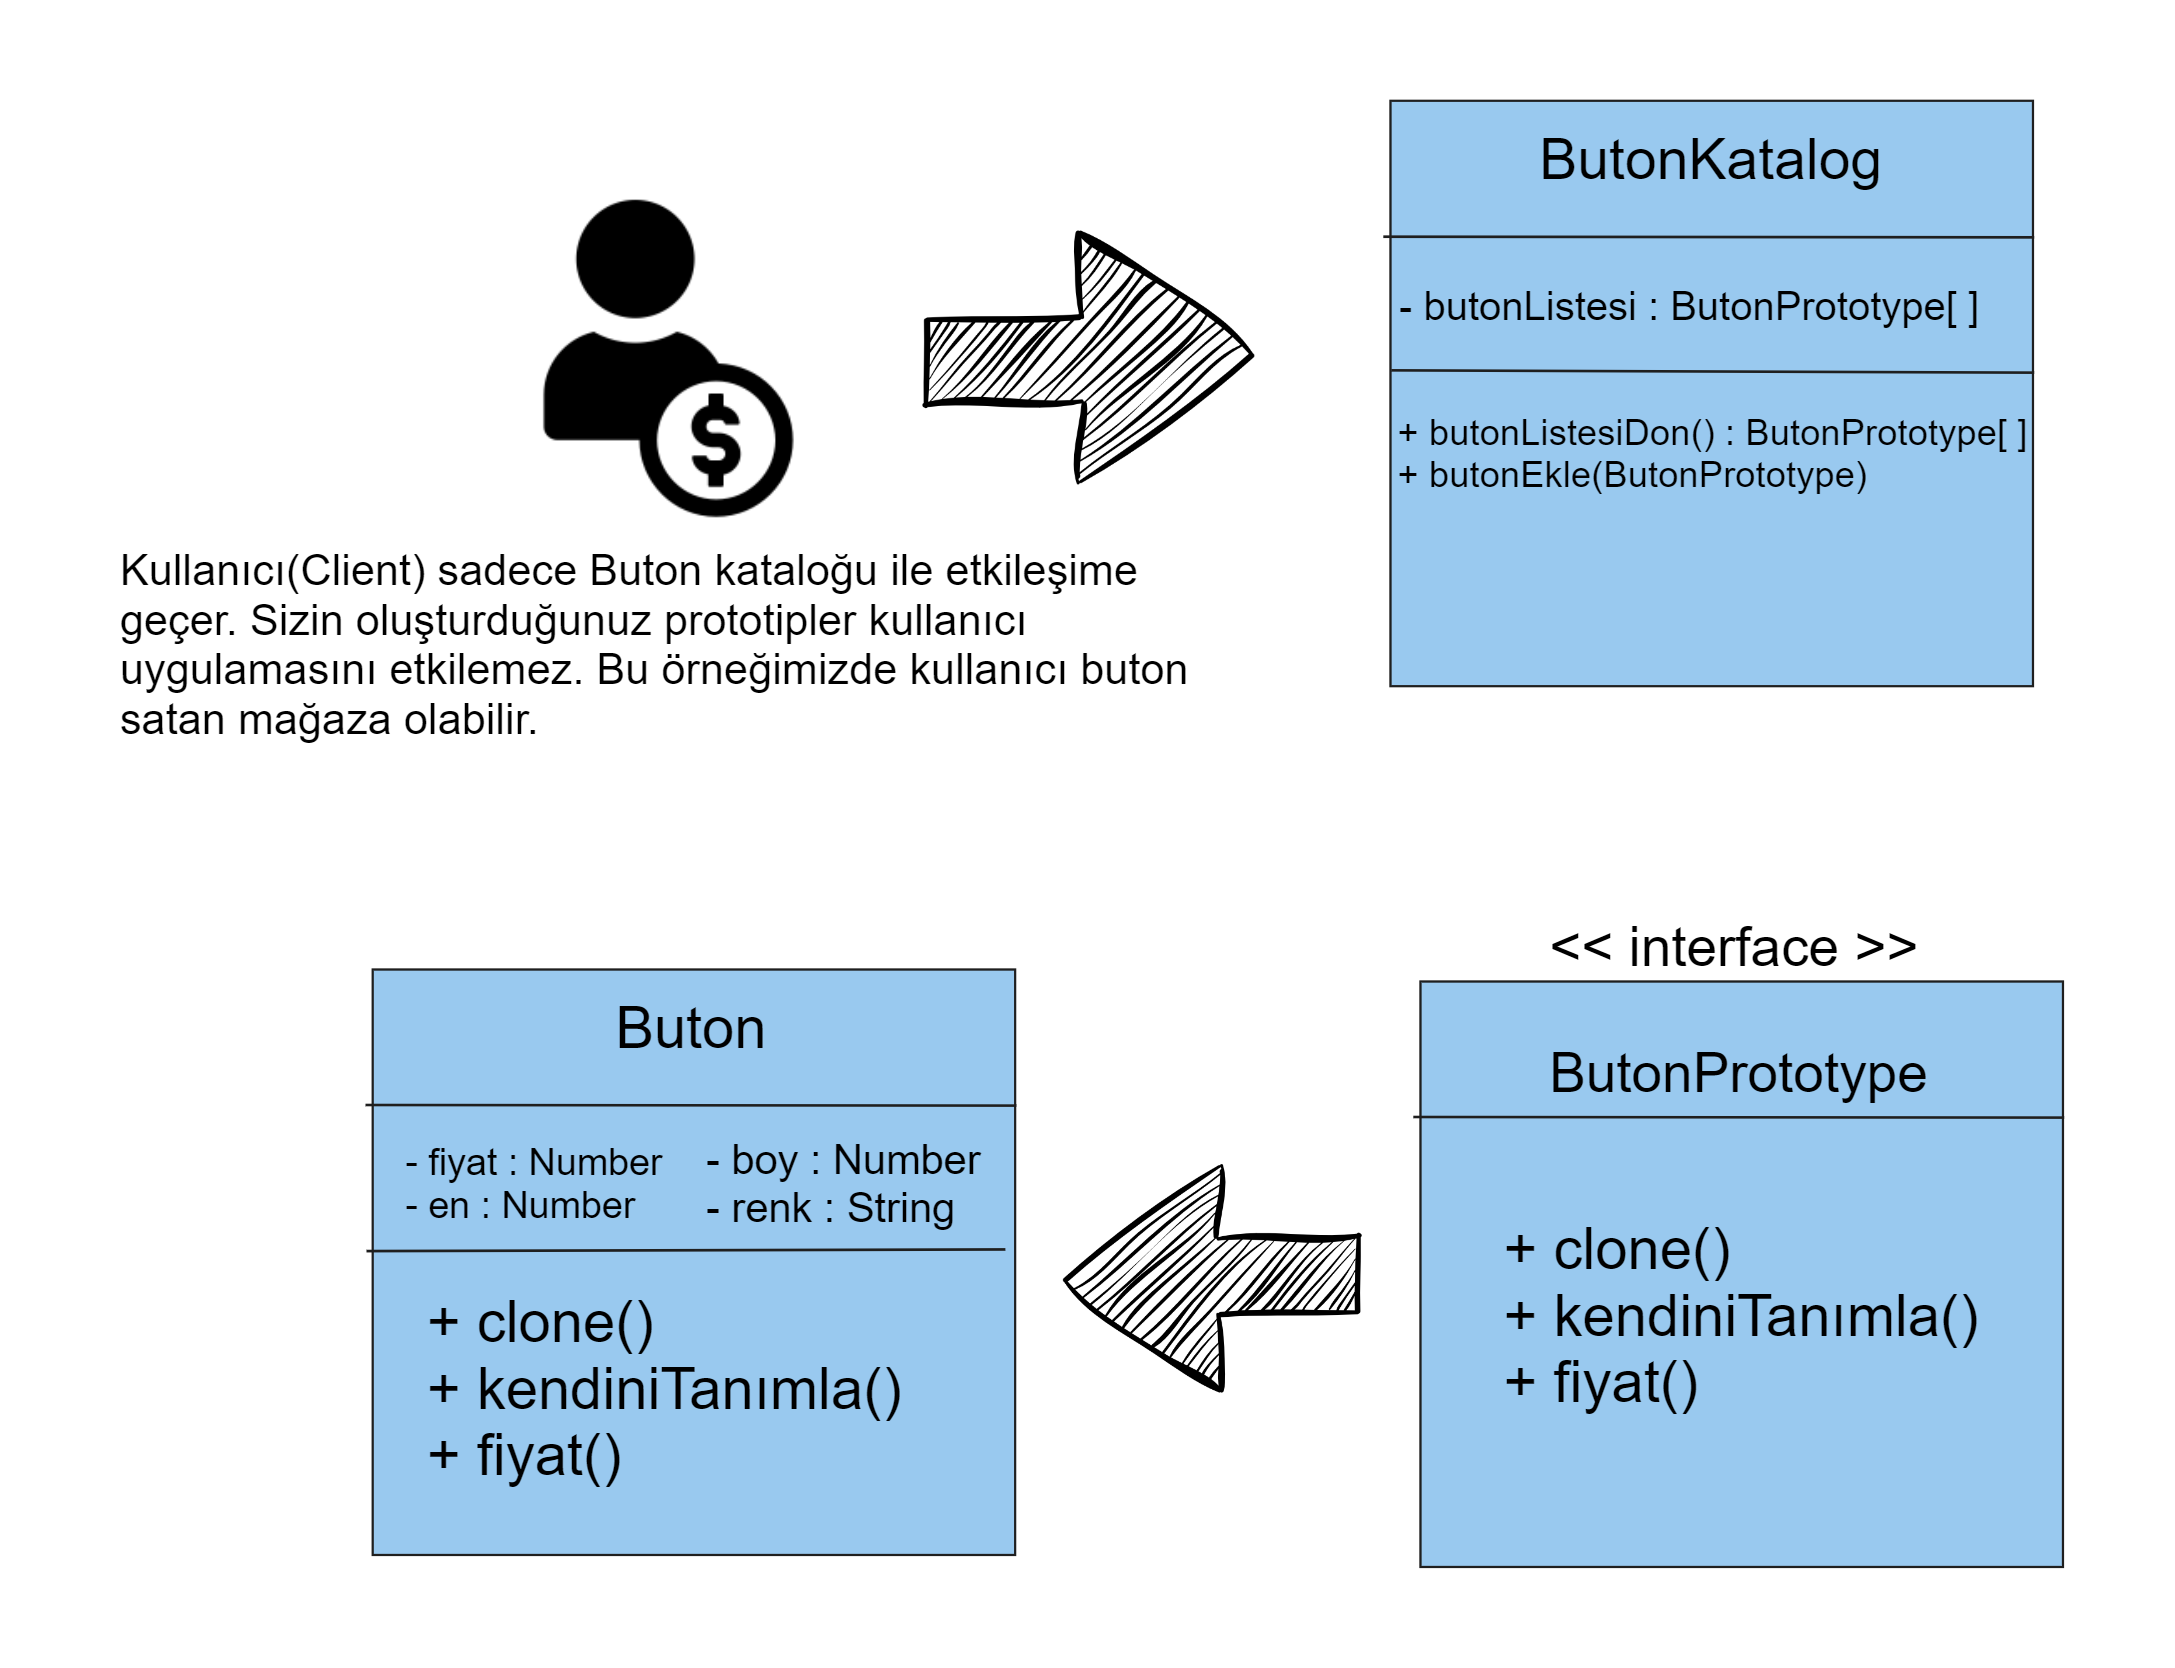 ButonKatalog
- butonListesi : ButonPrototype[ ]
+ butonListesiDon() : ButonPrototype[ ]
+ butonEkle(ButonPrototype)
$
Kullanıcı(Client) sadece Buton kataloğu ile etkileşime
geçer. Sizin oluşturduğunuz prototipler kullanıcı
uygulamasını etkilemez. Bu örneğimizde kullanıcı buton
satan mağaza olabilir.
Buton
- fiyat : Number
- en : Number
- boy : Number
- renk : String
+ clone()
+ kendiniTanımla()
+ fiyat()
<< interface >>
ButonPrototype
+ clone()
+ kendiniTanımla()
+ fiyat()